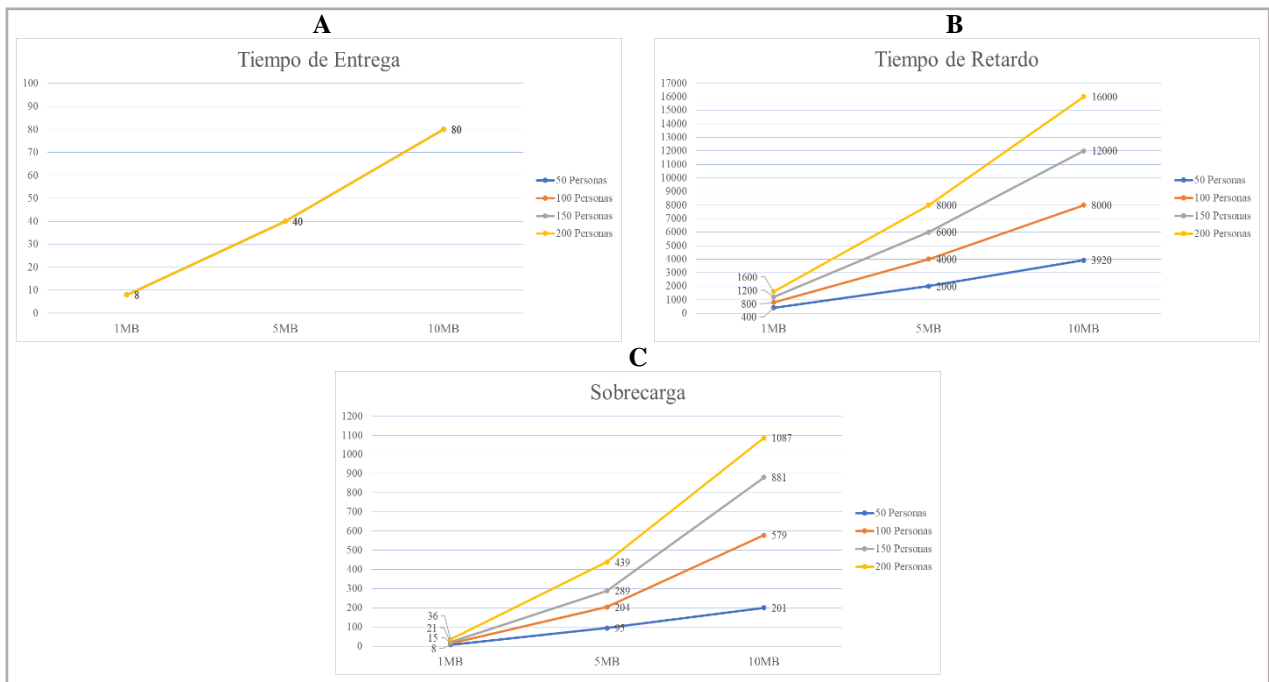 A
Tiempo de Entrega
100
90
80
70
60
50
40
30
20
10
0
8
40
80
1MB
5MB
10MB
50 Personas
100 Personas
150 Personas
200 Personas
B
Tiempo de Retardo
17000
16000
15000
14000
13000
12000
11000
10000
9000
8000
7000
6000
5000
4000
3000
2000
1000
0
1600
1200
800
400
8000
6000
4000
2000
16000
12000
8000
3920
1MB
5MB
10MB
50 Personas
100 Personas
150 Personas
200 Personas
C
Sobrecarga
1200
1100
1000
900
800
700
600
500
400
300
200
100
0
36
21
15
8
439
289
204
95
1087
881
579
201
1MB
5MB
10MB
50 Personas
100 Personas
150 Personas
200 Personas